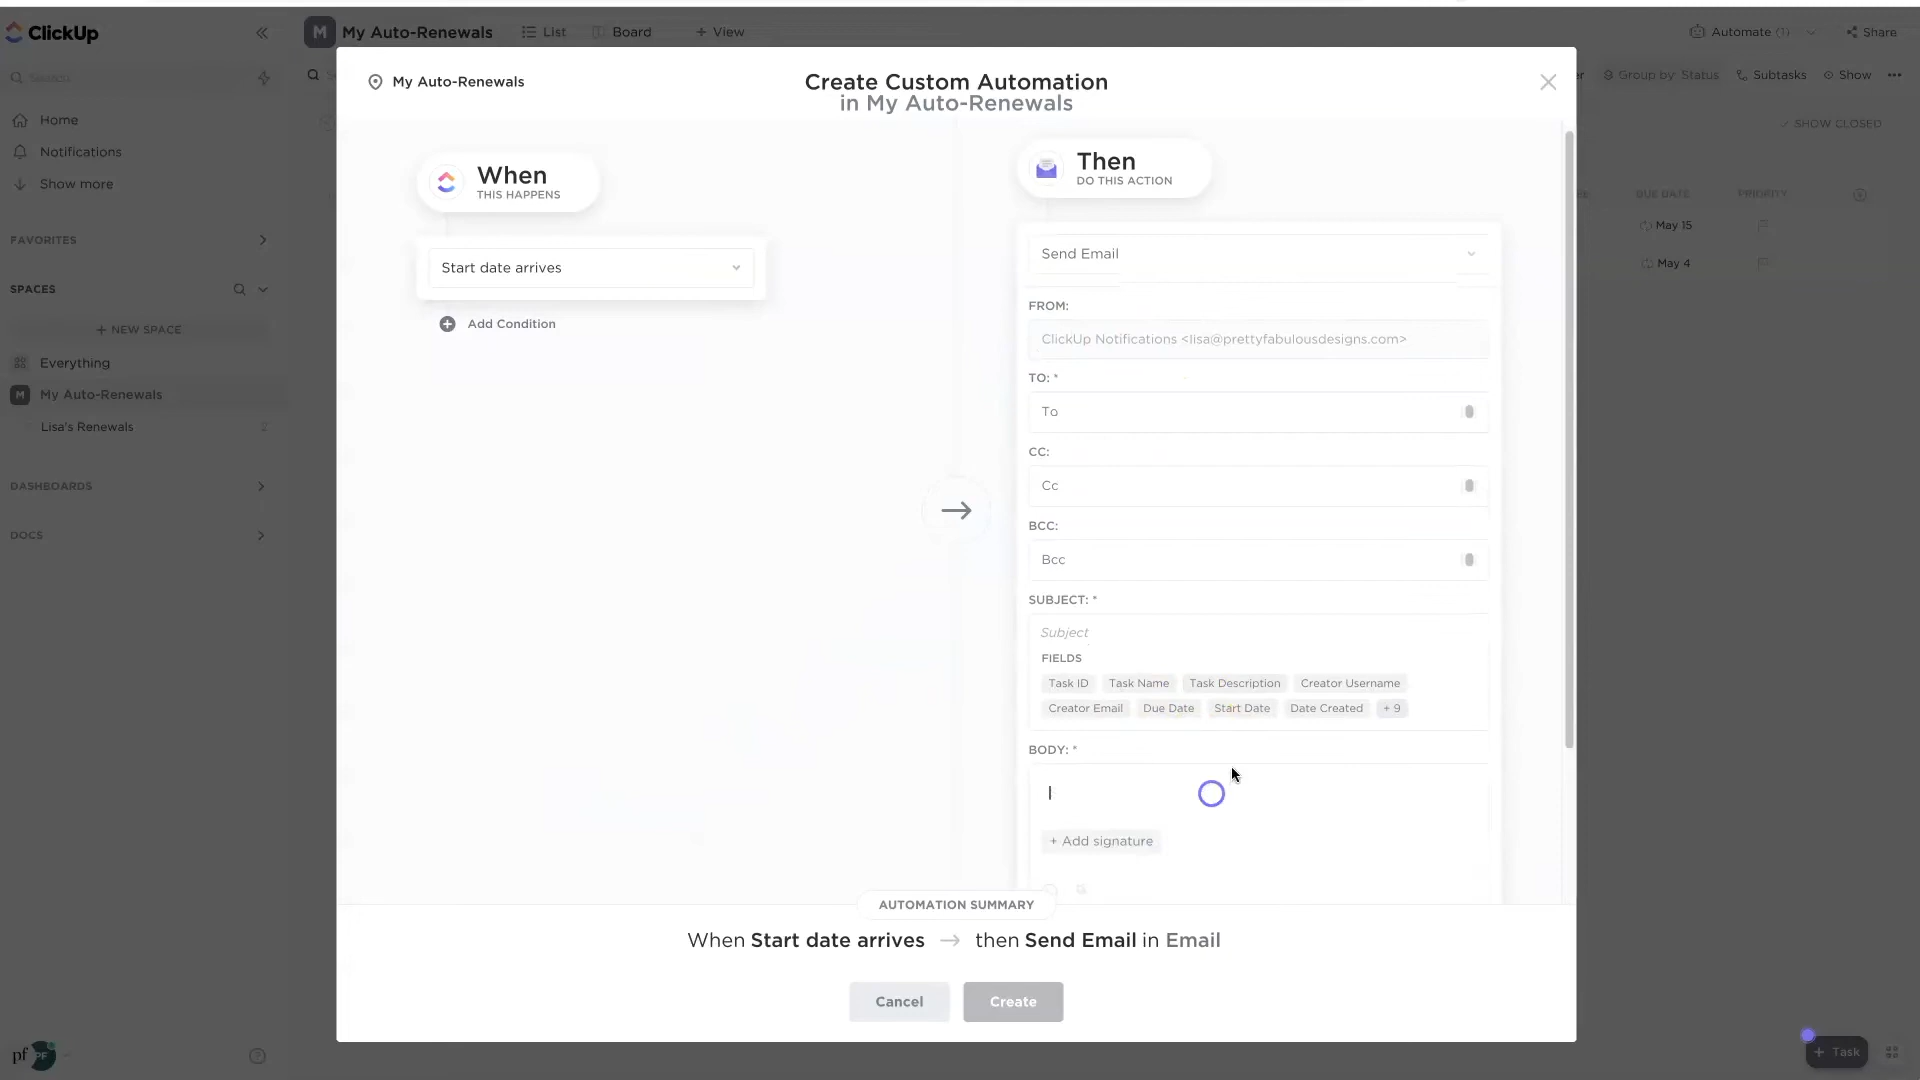 ClickUp
M My Auto-Renewals
List
Board
+ View
Automate (1)
Share
Search
Group by: Status
Subtasks
Show
Home
Notifications
Show more
SHOW CLOSED
DUE DATE
PRIORITY
May 15
May 4
FAVORITES
SPACES
+ NEW SPACE
Everything
M My Auto-Renewals
Lisa's Renewals 2
DASHBOARDS
DOCS
pf PF
My Auto-Renewals
Create Custom Automation
in My Auto-Renewals
When
THIS HAPPENS
Start date arrives
Add Condition
Then
DO THIS ACTION
Send Email
FROM:
ClickUp Notifications <lisa@prettyfabulousdesigns.com>
TO: *
To
CC:
Cc
BCC:
Bcc
SUBJECT: *
Subject
FIELDS
Task ID Task Name Task Description Creator Username
Creator Email Due Date Start Date Date Created + 9
BODY: *
+ Add signature
AUTOMATION SUMMARY
When Start date arrives → then Send Email in Email
Cancel
Create
+ Task